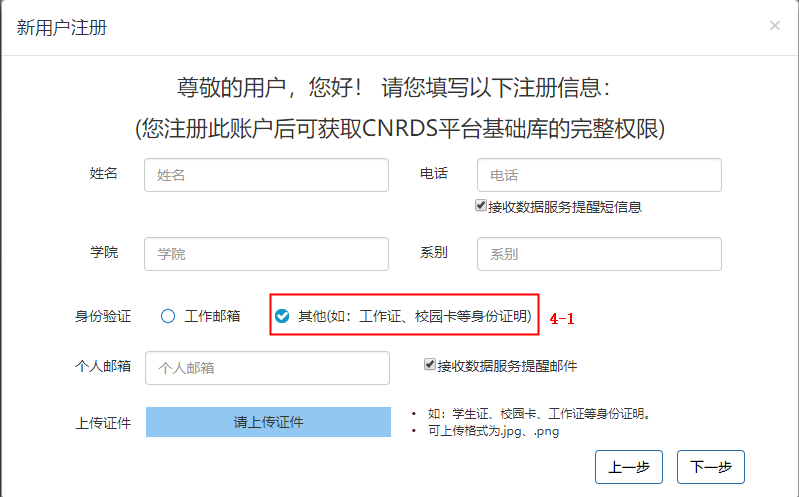 新用户注册 ×
尊敬的用户，您好！ 请您填写以下注册信息：
(您注册此账户后可获取CNRDS平台基础库的完整权限)
姓名 姓名 电话 电话
接收数据服务提醒短信息
学院 学院 系别 系别
身份验证 工作邮箱 其他(如：工作证、校园卡等身份证明) 4-1
个人邮箱 个人邮箱 接收数据服务提醒邮件
上传证件 请上传证件
• 如：学生证、校园卡、工作证等身份证明。
• 可上传格式为.jpg、.png
上一步 下一步